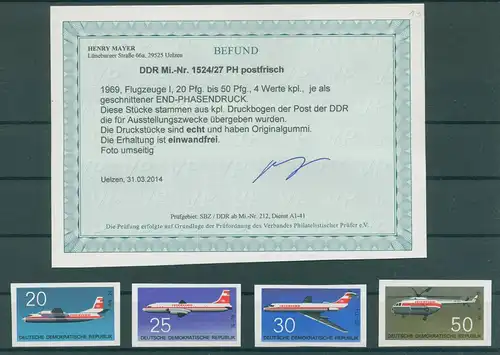 HENRY MAYER
Lüneburger Straße 66a, 29525 Uelzen
BEFUND
DDR Mi.-Nr. 1524/27 PH postfrisch
1969, Flugzeuge I, 20 Pfg. bis 50 Pfg., 4 Werte kpl., je als
geschnittener END-PHASENDRUCK.
Diese Stücke stammen aus kpl. Druckbogen der Post der DDR
die für Ausstellungszwecke übergeben wurden.
Die Druckstücke sind echt und haben Originalgummi.
Die Erhaltung ist einwandfrei.
Foto umseitig
Uelzen, 31.03.2014
Prüfgebiet: SBZ / DDR ab Mi.-Nr. 212, Dienst A1-41
Die Prüfung erfolgte auf Grundlage der Prüfordnung des Verbandes Philatelistischer Prüfer e.V.
20
DEUTSCHE DEMOKRATISCHE REPUBLIK
25
DEUTSCHE DEMOKRATISCHE REPUBLIK
30
DEUTSCHE DEMOKRATISCHE REPUBLIK
50
DEUTSCHE DEMOKRATISCHE REPUBLIK